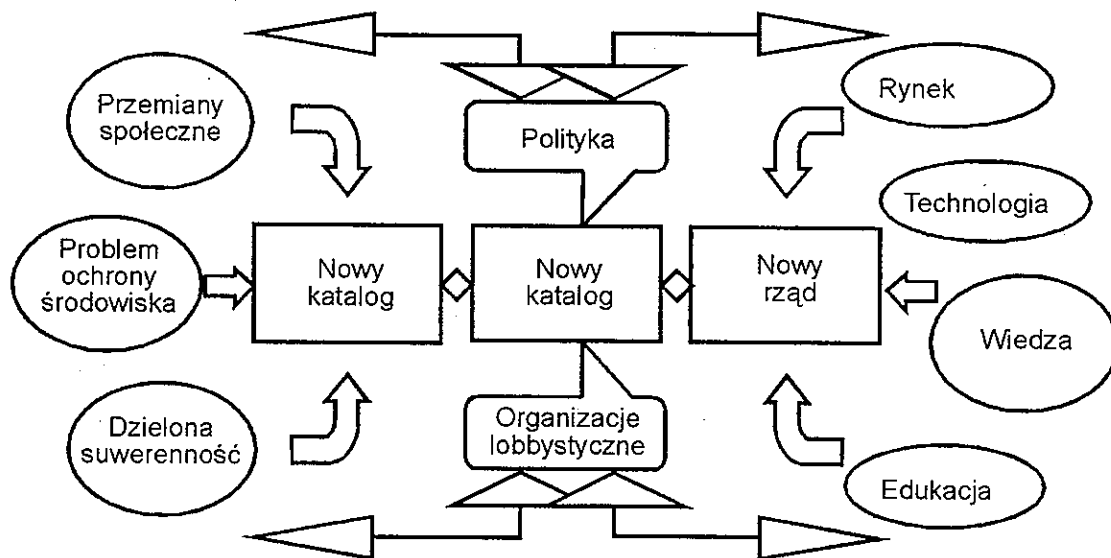 Przemiany
społeczne
Polityka
Rynek
Technologia
Problem
ochrony
środowiska
Nowy
katalog
Nowy
katalog
Nowy
rząd
Wiedza
Dzielona
suwerenność
Organizacje
lobbystyczne
Edukacja